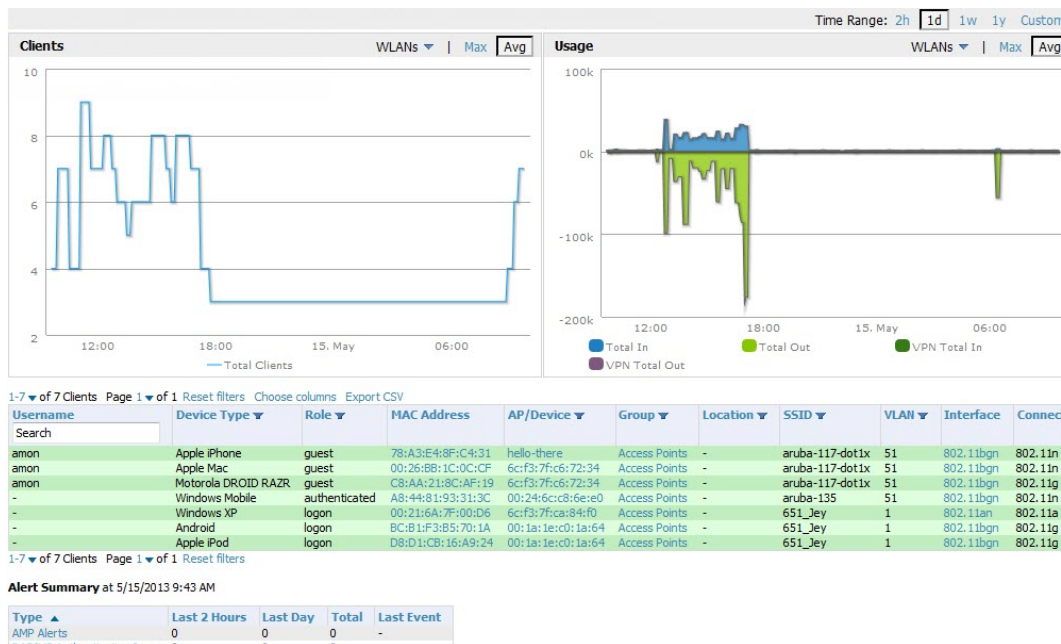 Time Range: 2h 1d 1w 1y Custom
Clients WLANs | Max Avg
10
8
6
4
2
12:00 18:00 15. May 06:00
Total Clients
Usage WLANs | Max Avg
100k
0k
-100k
-200k
12:00 18:00 15. May 06:00
Total In Total Out VPN Total In
VPN Total Out
1-7 of 7 Clients Page 1 of 1 Reset filters Choose columns Export CSV
Username Device Type Role MAC Address AP/Device Group Location SSID VLAN Interface Connec
Search
amon Apple iPhone guest 78:A3:E4:8F:C4:31 hello-there Access Points - aruba-117-dot1x 51 802.11bgn 802.11n
amon Apple Mac guest 00:26:BB:1C:0C:CF 6c:f3:7f:c6:72:34 Access Points - aruba-117-dot1x 51 802.11bgn 802.11n
amon Motorola DROID RAZR guest C8:AA:21:8C:AF:19 6c:f3:7f:c6:72:34 Access Points - aruba-117-dot1x 51 802.11bgn 802.11g
- Windows Mobile authenticated A8:44:81:93:31:3C 00:24:6c:c8:6e:e0 Access Points - aruba-135 51 802.11bgn 802.11n
- Windows XP logon 00:21:6A:7F:00:D6 6c:f3:7f:ca:84:f0 Access Points - 651_Jey 1 802.11an 802.11a
- Android logon BC:B1:F3:B5:70:1A 00:1a:1e:c0:1a:64 Access Points - 651_Jey 1 802.11bgn 802.11g
- Apple iPod logon D8:D1:CB:16:A9:24 00:1a:1e:c0:1a:64 Access Points - 651_Jey 1 802.11bgn 802.11g
1-7 of 7 Clients Page 1 of 1 Reset filters
Alert Summary at 5/15/2013 9:43 AM
Type Last 2 Hours Last Day Total Last Event
AMP Alerts 0 0 0 -